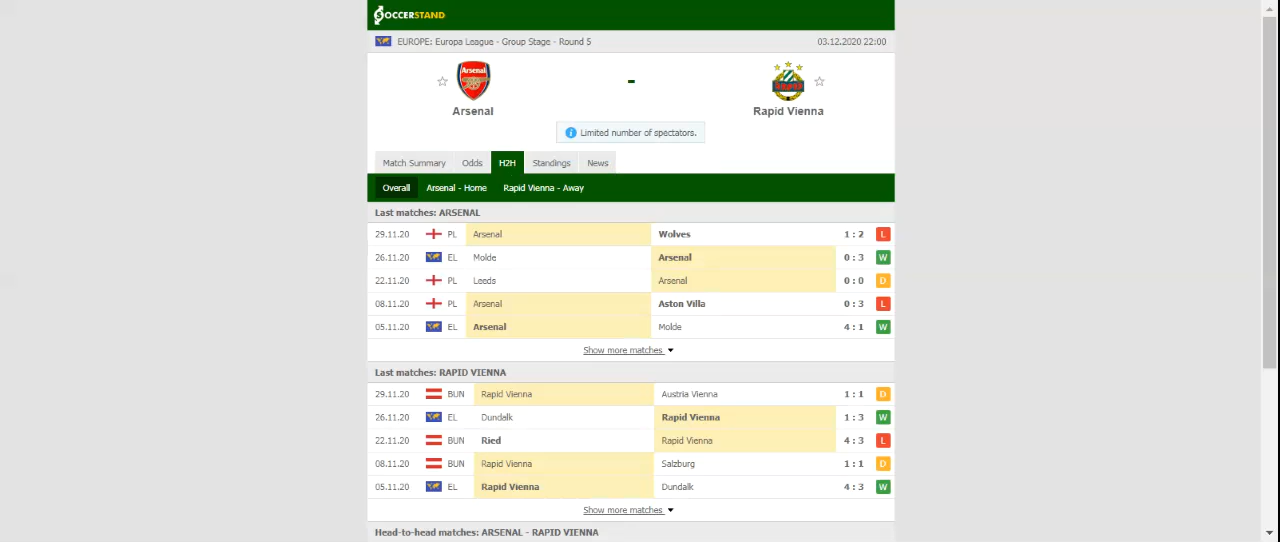 SOCCERSTAND
EUROPE: Europa League - Group Stage - Round 5 03.12.2020 22:00
Arsenal - Rapid Vienna
Limited number of spectators.
Match Summary Odds H2H Standings News
Overall Arsenal - Home Rapid Vienna - Away
Last matches: ARSENAL
29.11.20 PL Arsenal Wolves 1 : 2 L
26.11.20 EL Molde Arsenal 0 : 3 W
22.11.20 PL Leeds Arsenal 0 : 0 D
08.11.20 PL Arsenal Aston Villa 0 : 3 L
05.11.20 EL Arsenal Molde 4 : 1 W
Show more matches
Last matches: RAPID VIENNA
29.11.20 BUN Rapid Vienna Austria Vienna 1 : 1 D
26.11.20 EL Dundalk Rapid Vienna 1 : 3 W
22.11.20 BUN Ried Rapid Vienna 4 : 3 L
08.11.20 BUN Rapid Vienna Salzburg 1 : 1 D
05.11.20 EL Rapid Vienna Dundalk 4 : 3 W
Show more matches
Head-to-head matches: ARSENAL - RAPID VIENNA